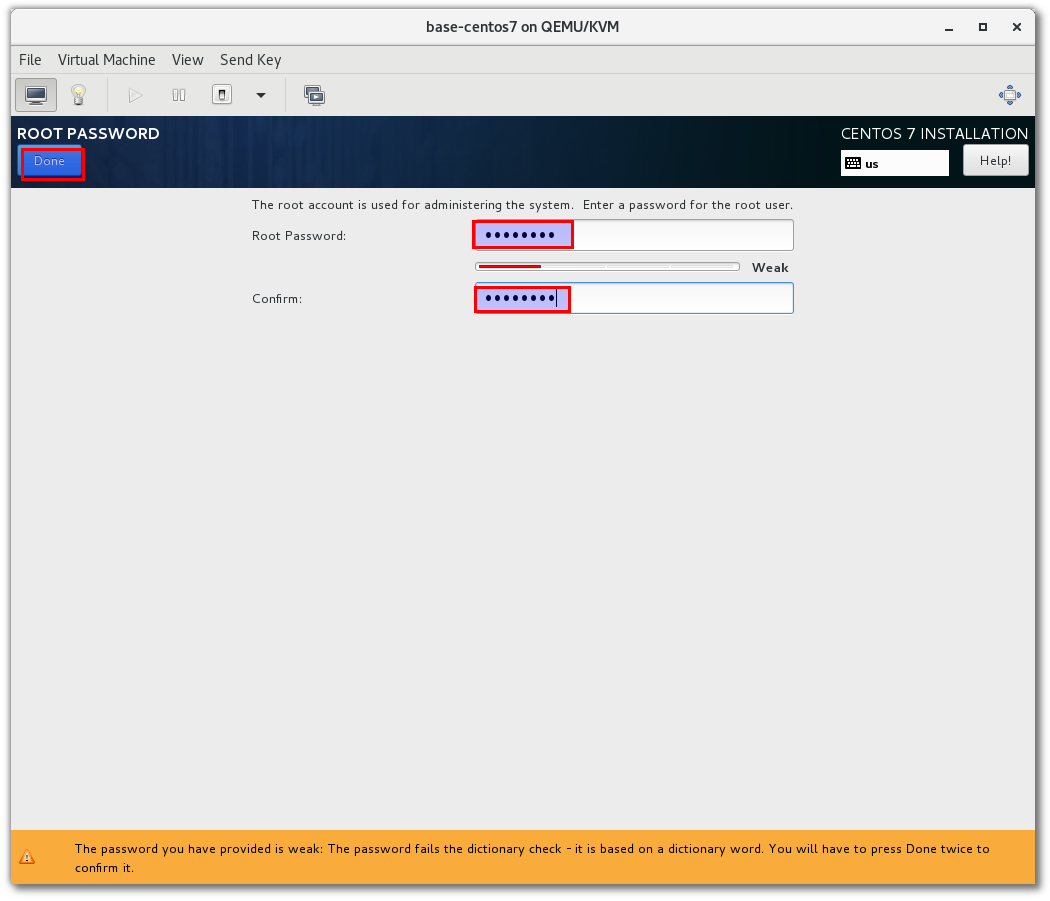 base-centos7 on QEMU/KVM
File Virtual Machine View Send Key
ROOT PASSWORD
CENTOS 7 INSTALLATION
Done
us
Help!
The root account is used for administering the system. Enter a password for the root user.
Root Password:
••••••••
Weak
Confirm:
••••••••
The password you have provided is weak: The password fails the dictionary check - it is based on a dictionary word. You will have to press Done twice to
confirm it.